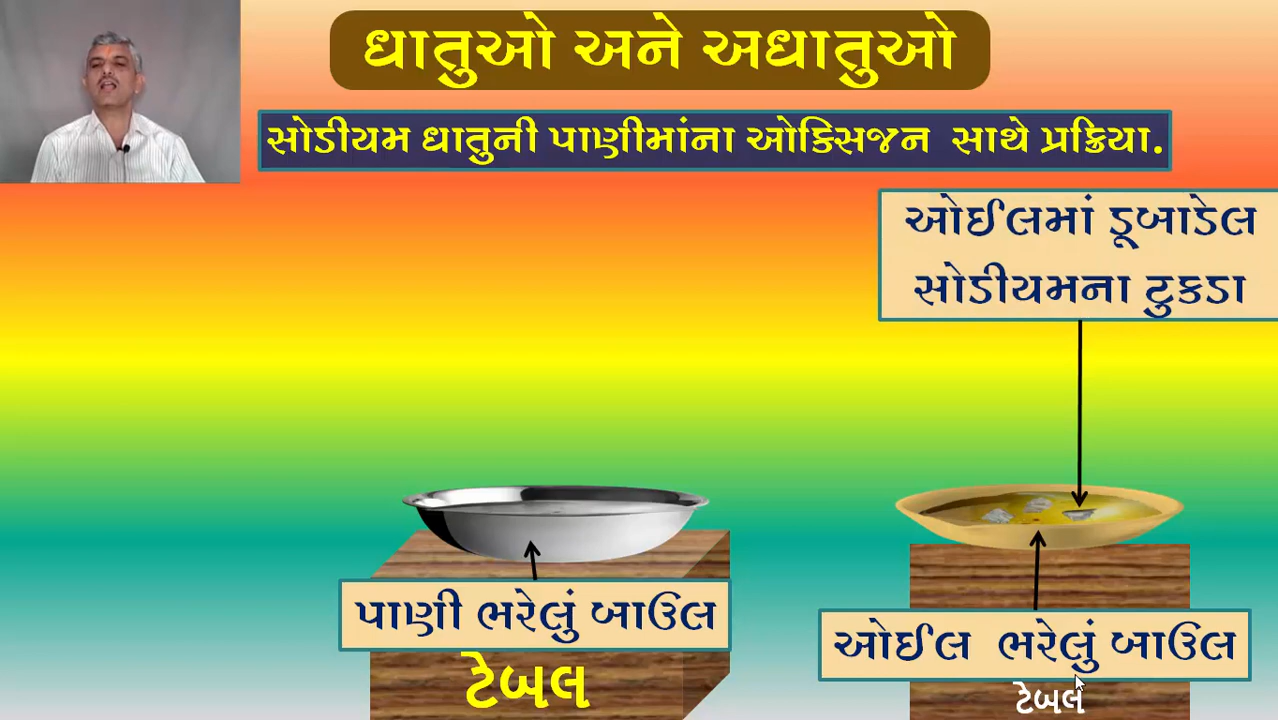 ધાતુઓ અને અધાતુઓ
સોડીયમ ધાતુની પાણીમાંના ઓક્સિજન સાથે પ્રક્રિયા.
ઓઈલમાં ડૂબાડેલ
સોડીયમના ટુકડા
પાણી ભરેલું બાઉલ
ઓઈલ ભરેલું બાઉલ
ટેબલ
ટેબલ